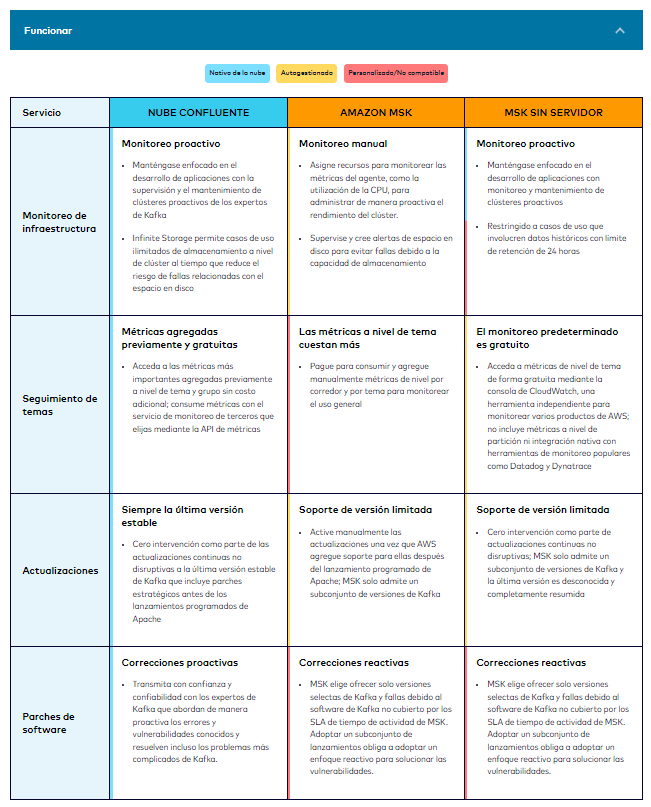 Funcionar
Nativo de la nube
Autogestionado
Personalizado/No compatible
Servicio
NUBE CONFLUENTE
AMAZON MSK
MSK SIN SERVIDOR
Monitoreo de
infraestructura
Monitoreo proactivo
• Manténgase enfocado en el
desarrollo de aplicaciones con la
supervisión y el mantenimiento de
clústeres proactivos de los expertos
de Kafka
• Infinite Storage permite casos de uso
ilimitados de almacenamiento a nivel
de clúster al tiempo que reduce el
riesgo de fallas relacionadas con el
espacio en disco
Monitoreo manual
• Asigne recursos para monitorear las
métricas del agente, como la
utilización de la CPU, para
administrar de manera proactiva el
rendimiento del clúster.
• Supervise y cree alertas de espacio en
disco para evitar fallas debido a la
capacidad de almacenamiento
Monitoreo proactivo
• Manténgase enfocado en el
desarrollo de aplicaciones con
monitoreo y mantenimiento de
clústeres proactivos
• Restringido a casos de uso que
involucren datos históricos con límite
de retención de 24 horas
Seguimiento de
temas
Métricas agregadas
previamente y gratuitas
• Acceda a las métricas más
importantes agregadas previamente
a nivel de tema y grupo sin costo
adicional; consume métricas con el
servicio de monitoreo de terceros que
elijas mediante la API de métricas
Las métricas a nivel de tema
cuestan más
• Pague para consumir y agregue
manualmente métricas de nivel por
corredor y por tema para monitorear
el uso general
El monitoreo predeterminado
es gratuito
• Acceda a métricas de nivel de tema
de forma gratuita mediante la
consola de CloudWatch, una
herramienta independiente para
monitorear varios productos de AWS;
no incluye métricas a nivel de
partición ni integración nativa con
herramientas de monitoreo populares
como Datadog y Dynatrace
Actualizaciones
Siempre la última versión
estable
• Cero intervención como parte de las
actualizaciones continuas no
disruptivas a la última versión estable
de Kafka que incluye parches
estratégicos antes de los
lanzamientos programados de
Apache
Soporte de versión limitada
• Active manualmente las
actualizaciones una vez que AWS
agregue soporte para ellas después
del lanzamiento programado de
Apache; MSK solo admite un
subconjunto de versiones de Kafka
Soporte de versión limitada
• Cero intervención como parte de
actualizaciones continuas no
disruptivas; MSK solo admite un
subconjunto de versiones de Kafka y
la última versión es desconocida y
completamente resumida
Parches de
software
Correcciones proactivas
• Transmita con confianza y
confiabilidad con los expertos de
Kafka que abordan de manera
proactiva los errores y
vulnerabilidades conocidos y
resuelven incluso los problemas más
complicados de Kafka.
Correcciones reactivas
• MSK elige ofrecer solo versiones
selectas de Kafka y fallas debido al
software de Kafka no cubierto por los
SLA de tiempo de actividad de MSK.
Adoptar un subconjunto de
lanzamientos obliga a adoptar un
enfoque reactivo para solucionar las
vulnerabilidades.
Correcciones reactivas
• MSK elige ofrecer solo versiones
selectas de Kafka y fallas debido al
software de Kafka no cubierto por los
SLA de tiempo de actividad de MSK.
Adoptar un subconjunto de
lanzamientos obliga a adoptar un
enfoque reactivo para solucionar las
vulnerabilidades.